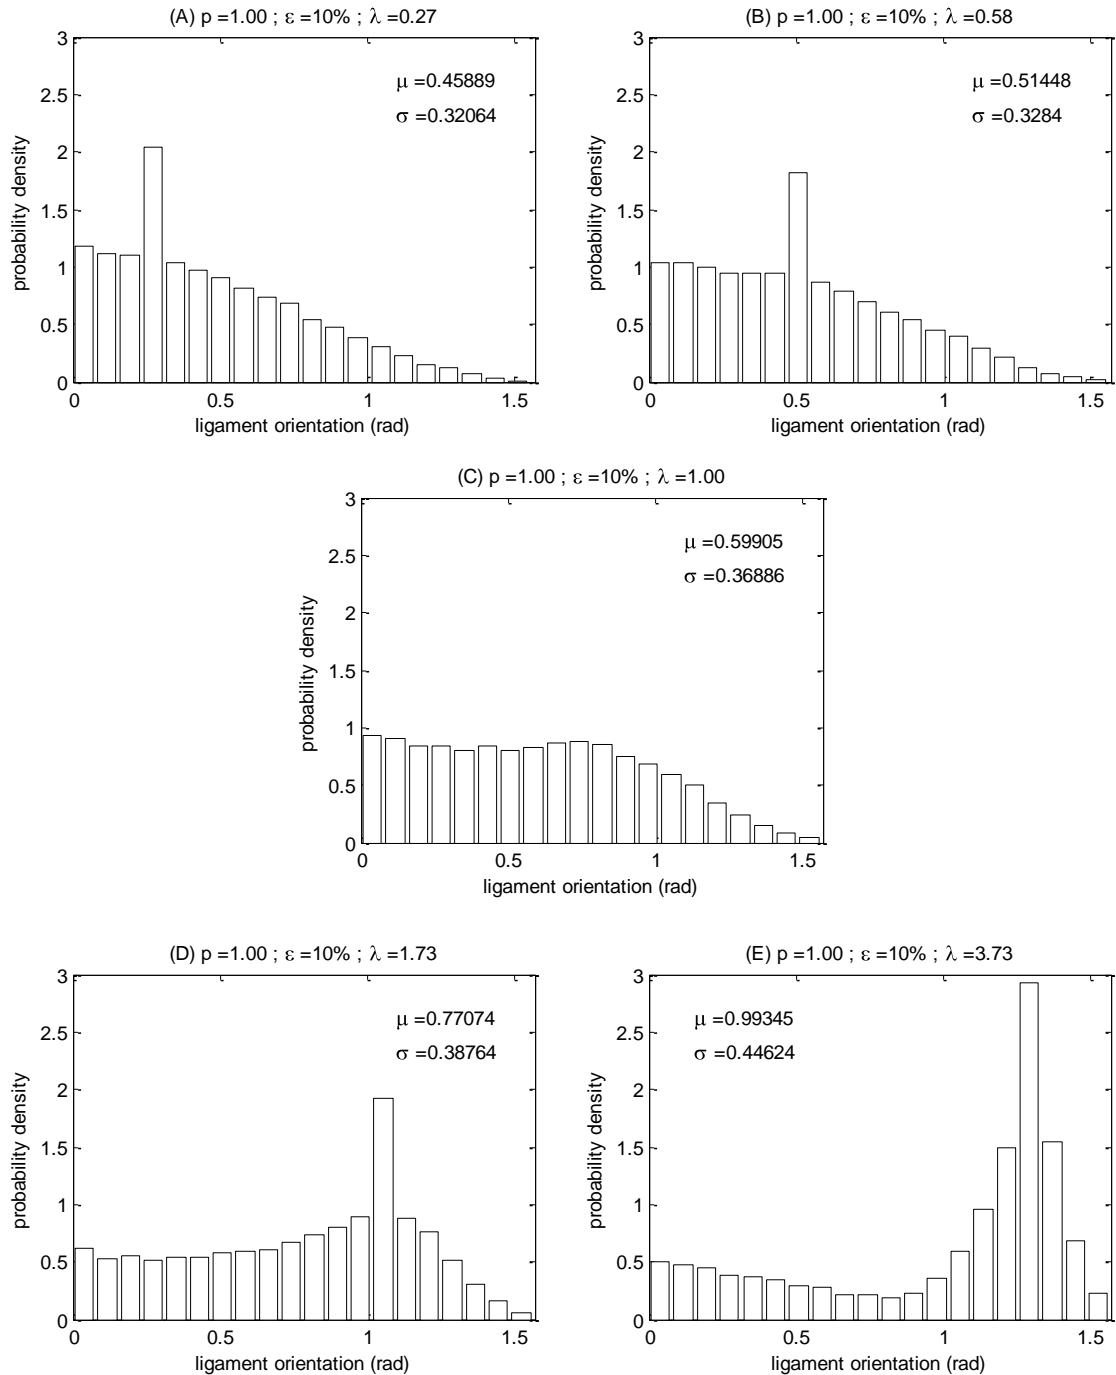 (A) p =1.00 ; ε =10% ; λ =0.27
3
2.5
2
1.5
1
0.5
0
μ =0.45889
σ =0.32064
probability density
0 0.5 1 1.5
ligament orientation (rad)
(B) p =1.00 ; ε =10% ; λ =0.58
3
2.5
2
1.5
1
0.5
0
μ =0.51448
σ =0.3284
probability density
0 0.5 1 1.5
ligament orientation (rad)
(C) p =1.00 ; ε =10% ; λ =1.00
3
2.5
2
1.5
1
0.5
0
μ =0.59905
σ =0.36886
probability density
0 0.5 1 1.5
ligament orientation (rad)
(D) p =1.00 ; ε =10% ; λ =1.73
3
2.5
2
1.5
1
0.5
0
μ =0.77074
σ =0.38764
probability density
0 0.5 1 1.5
ligament orientation (rad)
(E) p =1.00 ; ε =10% ; λ =3.73
3
2.5
2
1.5
1
0.5
0
μ =0.99345
σ =0.44624
probability density
0 0.5 1 1.5
ligament orientation (rad)